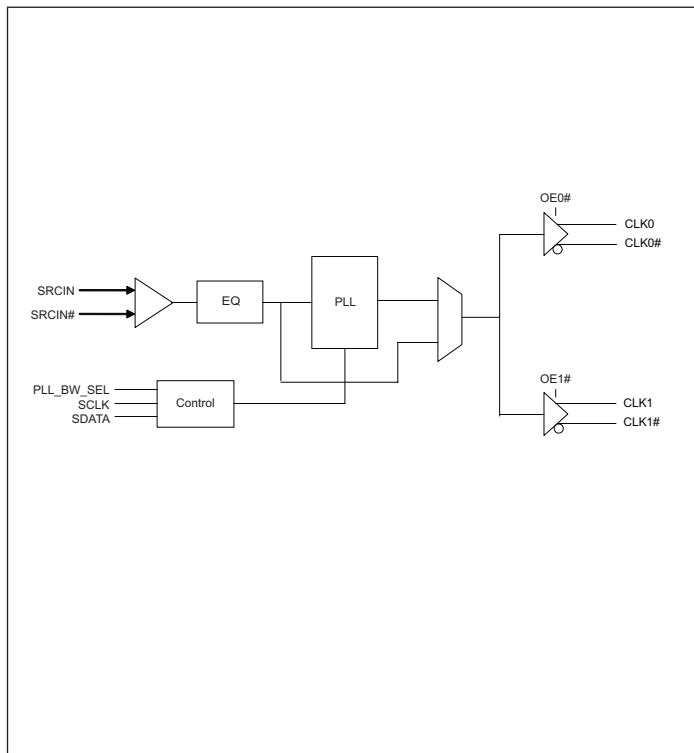 OE0#
CLK0
CLK0#
SRCIN
SRCIN#
EQ
PLL
PLL_BW_SEL
SCLK
SDATA
Control
OE1#
CLK1
CLK1#